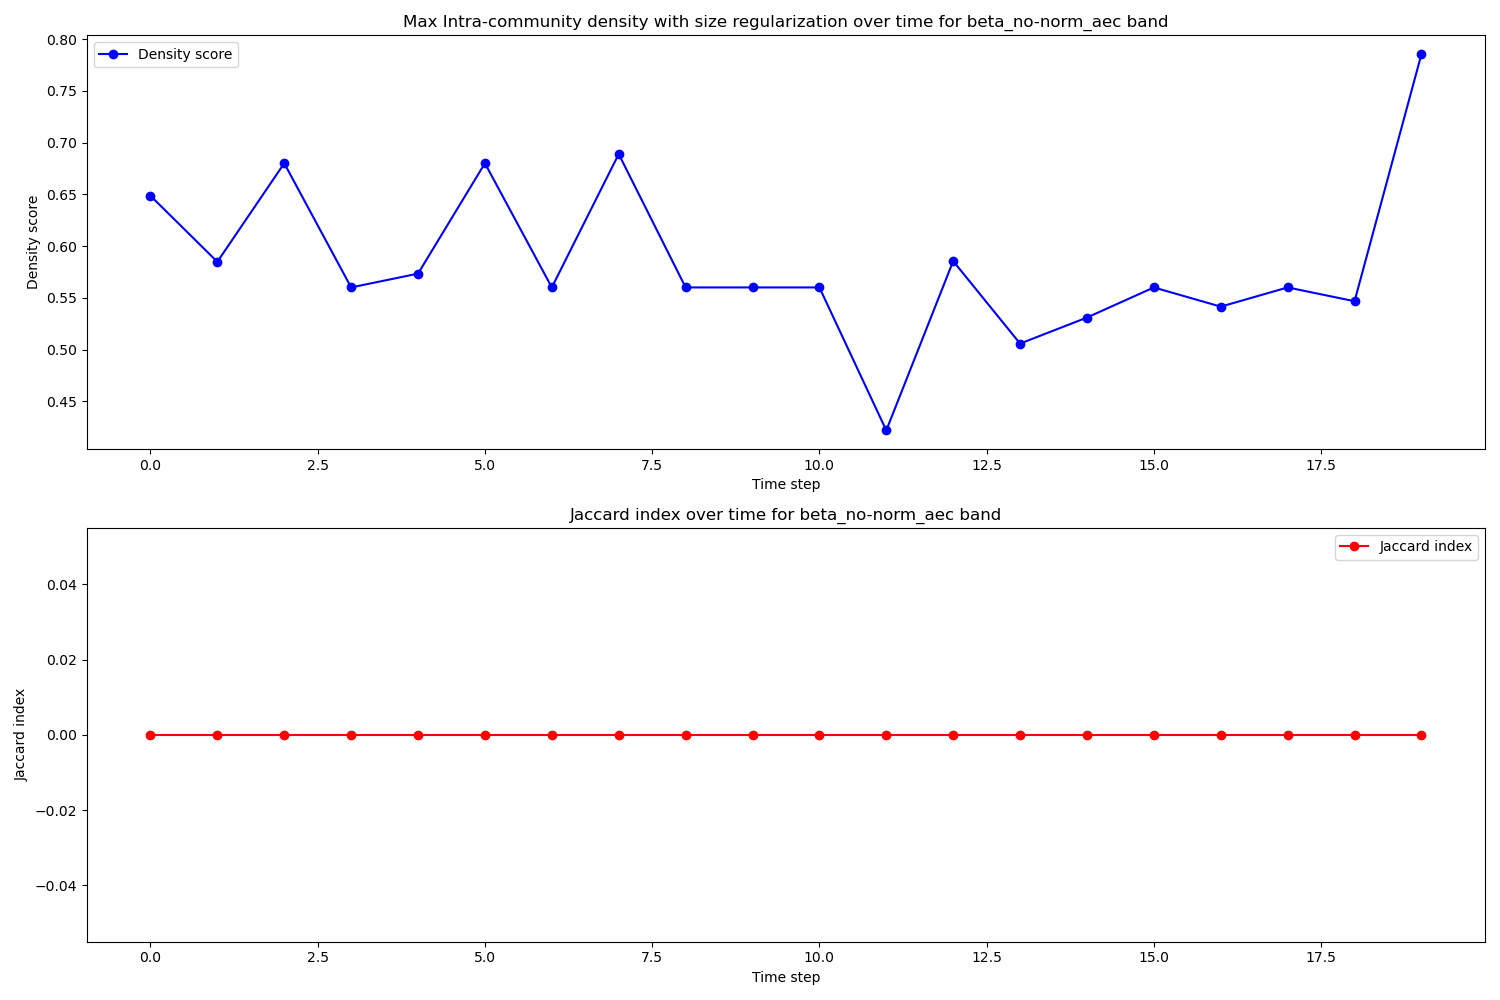 Max Intra-community density with size regularization over time for beta_no-norm_aec band
Density score
0.80
0.75
0.70
0.65
0.60
0.55
0.50
0.45
Density score
0.0 2.5 5.0 7.5 10.0 12.5 15.0 17.5
Time step
Jaccard index over time for beta_no-norm_aec band
Jaccard index
0.04
0.02
0.00
−0.02
−0.04
Jaccard index
0.0 2.5 5.0 7.5 10.0 12.5 15.0 17.5
Time step